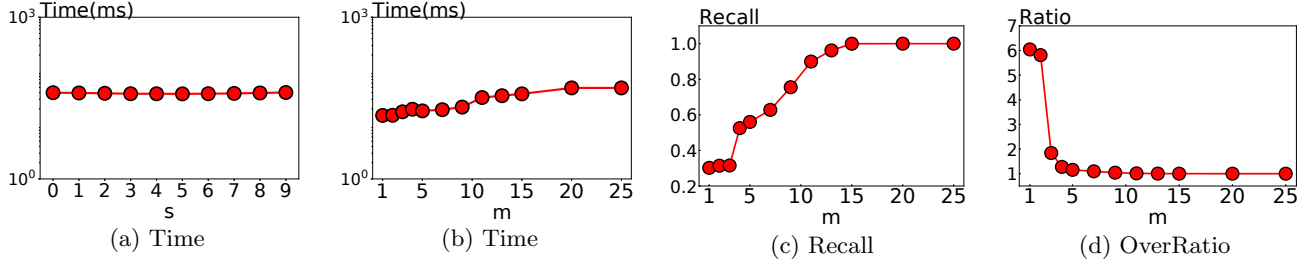 Time(ms)
10³
10⁰
0 1 2 3 4 5 6 7 8 9
s
(a) Time
Time(ms)
10³
10⁰
1 5 10 15 20 25
m
(b) Time
Recall
1.0
0.8
0.6
0.4
0.2
1 5 10 15 20 25
m
(c) Recall
Ratio
7
6
5
4
3
2
1
1 5 10 15 20 25
m
(d) OverRatio